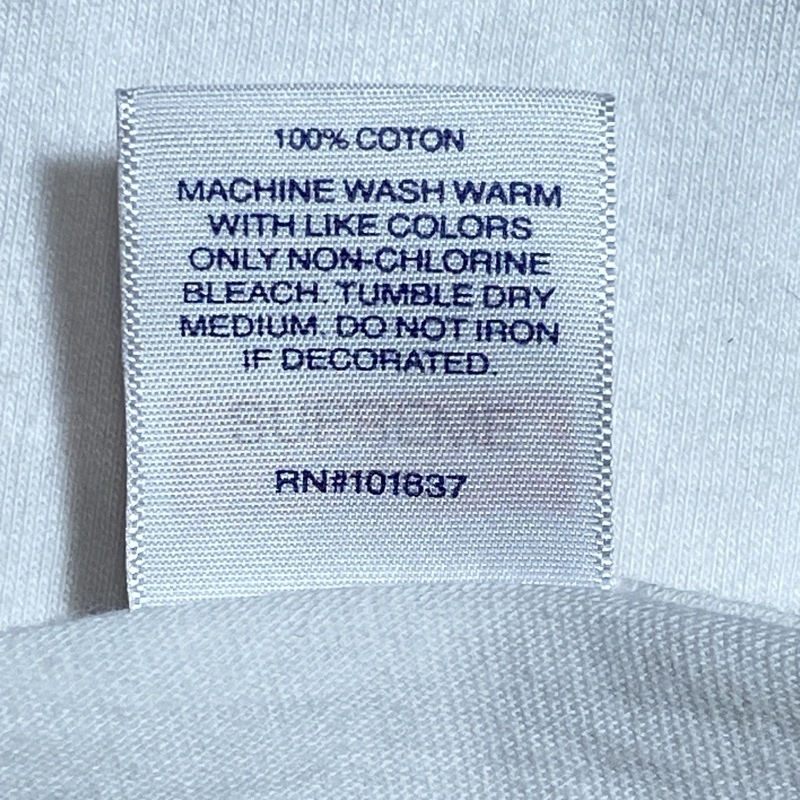 100% COTON
MACHINE WASH WARM
WITH LIKE COLORS
ONLY NON-CHLORINE
BLEACH. TUMBLE DRY
MEDIUM. DO NOT IRON
IF DECORATED.
RN#101837